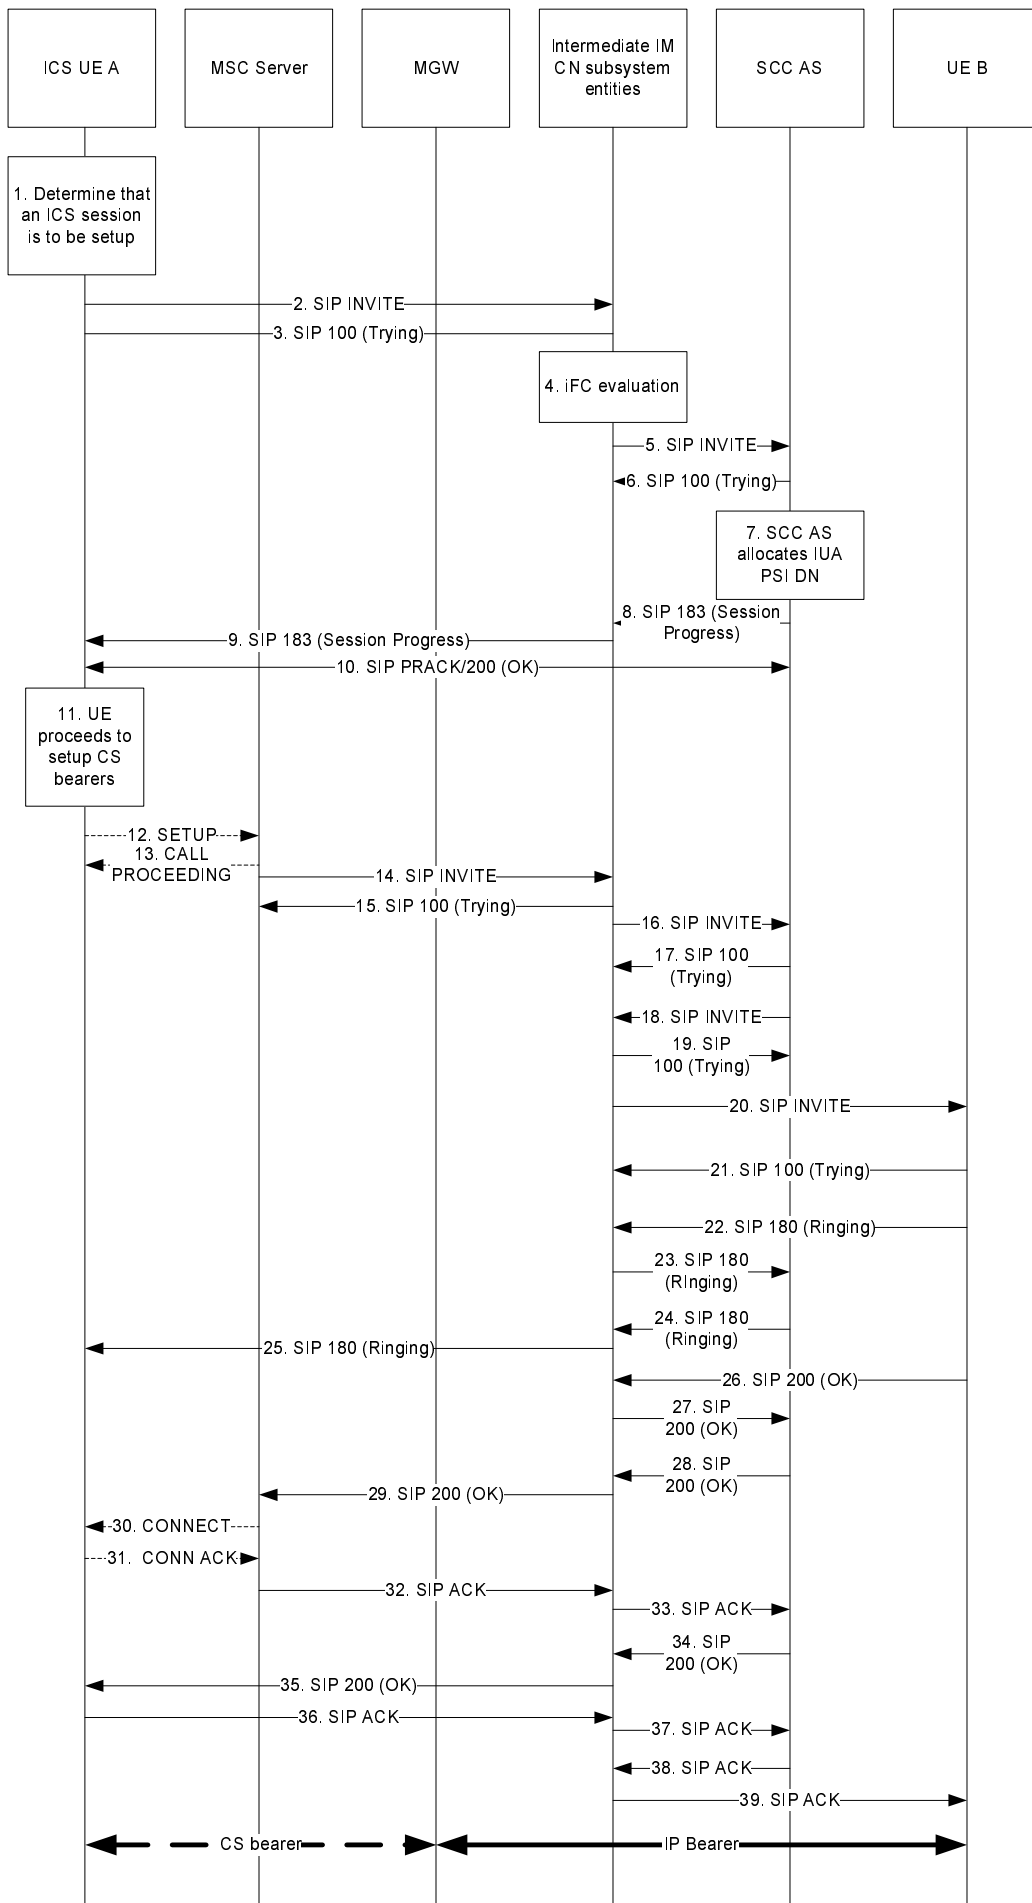 ICS UE A
MSC Server
MGW
Intermediate IM
CN subsystem
entities
SCC AS
UE B
1. Determine that
an ICS session
is to be setup
2. SIP INVITE
3. SIP 100 (Trying)
4. iFC evaluation
5. SIP INVITE
6. SIP 100 (Trying)
7. SCC AS
allocates IUA
PSI DN
8. SIP 183 (Session
Progress)
9. SIP 183 (Session Progress)
10. SIP PRACK/200 (OK)
11. UE
proceeds to
setup CS
bearers
12. SETUP
13. CALL
PROCEEDING
14. SIP INVITE
15. SIP 100 (Trying)
16. SIP INVITE
17. SIP 100
(Trying)
18. SIP INVITE
19. SIP
100 (Trying)
20. SIP INVITE
21. SIP 100 (Trying)
22. SIP 180 (Ringing)
23. SIP 180
(RInging)
24. SIP 180
(Ringing)
25. SIP 180 (Ringing)
26. SIP 200 (OK)
27. SIP
200 (OK)
28. SIP
200 (OK)
29. SIP 200 (OK)
30. CONNECT
31. CONN ACK
32. SIP ACK
33. SIP ACK
34. SIP
200 (OK)
35. SIP 200 (OK)
36. SIP ACK
37. SIP ACK
38. SIP ACK
39. SIP ACK
CS bearer
IP Bearer